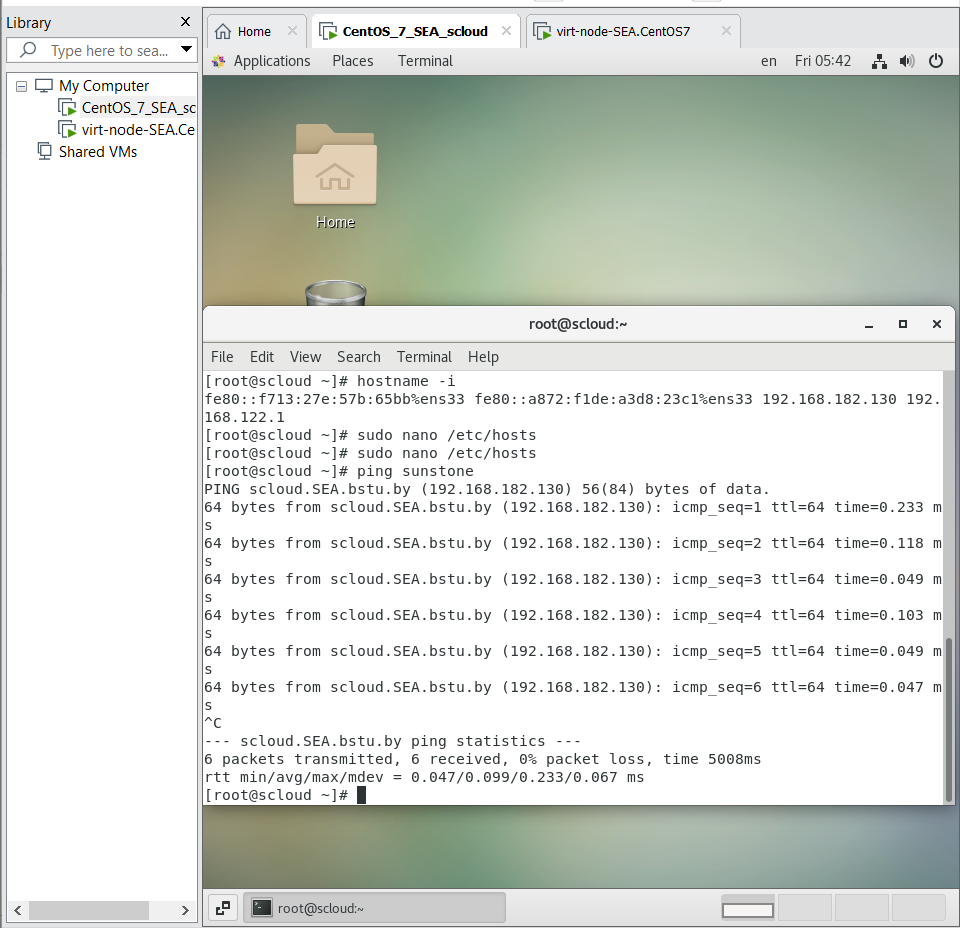 Library
Type here to sea...
My Computer
CentOS_7_SEA_sc
virt-node-SEA.Ce
Shared VMs
Home
CentOS_7_SEA_scloud
virt-node-SEA.CentOS7
Applications Places Terminal en Fri 05:42
Home
root@scloud:~
File Edit View Search Terminal Help
[root@scloud ~]# hostname -i
fe80::f713:27e:57b:65bb%ens33 fe80::a872:f1de:a3d8:23c1%ens33 192.168.182.130 192.
168.122.1
[root@scloud ~]# sudo nano /etc/hosts
[root@scloud ~]# sudo nano /etc/hosts
[root@scloud ~]# ping sunstone
PING scloud.SEA.bstu.by (192.168.182.130) 56(84) bytes of data.
64 bytes from scloud.SEA.bstu.by (192.168.182.130): icmp_seq=1 ttl=64 time=0.233 m
s
64 bytes from scloud.SEA.bstu.by (192.168.182.130): icmp_seq=2 ttl=64 time=0.118 m
s
64 bytes from scloud.SEA.bstu.by (192.168.182.130): icmp_seq=3 ttl=64 time=0.049 m
s
64 bytes from scloud.SEA.bstu.by (192.168.182.130): icmp_seq=4 ttl=64 time=0.103 m
s
64 bytes from scloud.SEA.bstu.by (192.168.182.130): icmp_seq=5 ttl=64 time=0.049 m
s
64 bytes from scloud.SEA.bstu.by (192.168.182.130): icmp_seq=6 ttl=64 time=0.047 m
s
^C
--- scloud.SEA.bstu.by ping statistics ---
6 packets transmitted, 6 received, 0% packet loss, time 5008ms
rtt min/avg/max/mdev = 0.047/0.099/0.233/0.067 ms
[root@scloud ~]#
root@scloud:~